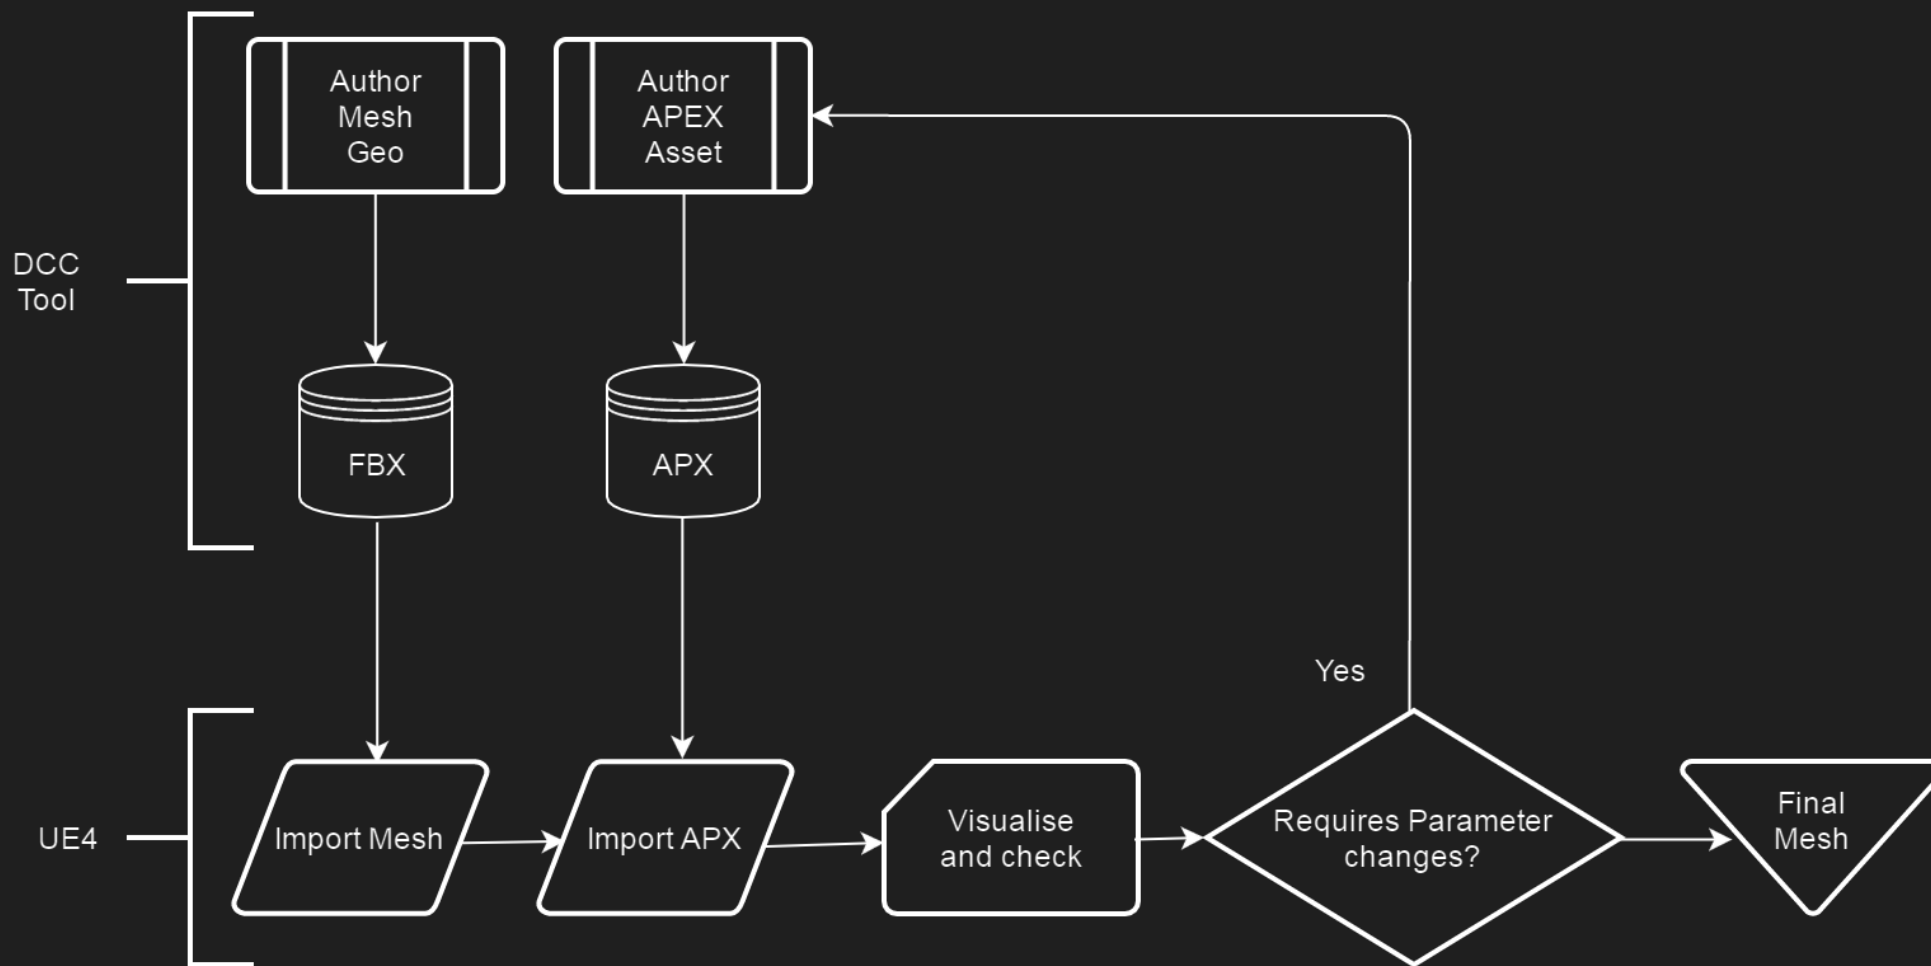 Author
Mesh
Geo
Author
APEX
Asset
DCC
Tool
FBX
APX
Yes
UE4
Import Mesh
Import APX
Visualise
and check
Requires Parameter
changes?
Final
Mesh